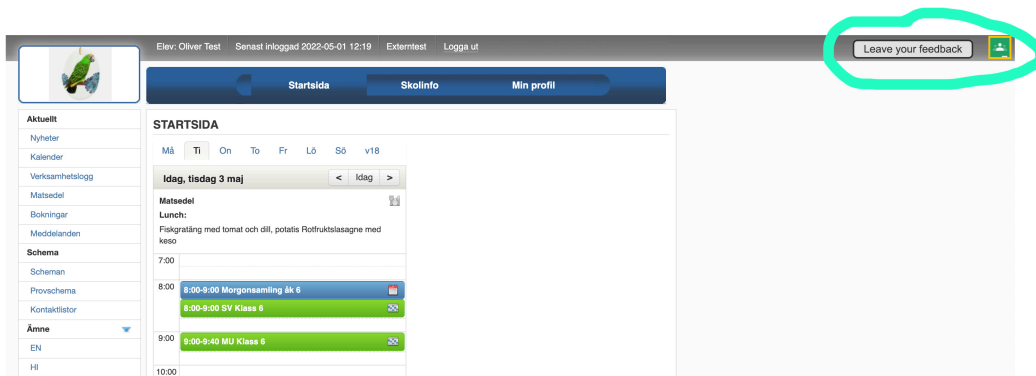 Elev: Oliver Test Senast inloggad 2022-05-01 12:19 Externtest Logga ut
Leave your feedback
Startsida Skolinfo Min profil
Aktuellt
Nyheter
Kalender
Verksamhetslogg
Matsedel
Bokningar
Meddelanden
Schema
Scheman
Provschema
Kontaktlistor
Ämne
EN
HI
STARTSIDA
Må Ti On To Fr Lö Sö v18
Idag, tisdag 3 maj < Idag >
Matsedel
Lunch:
Fiskgratäng med tomat och dill, potatis Rotfruktslasagne med
keso
7:00
8:00 8:00-9:00 Morgonsamling åk 6
8:00-9:00 SV Klass 6
9:00 9:00-9:40 MU Klass 6
10:00